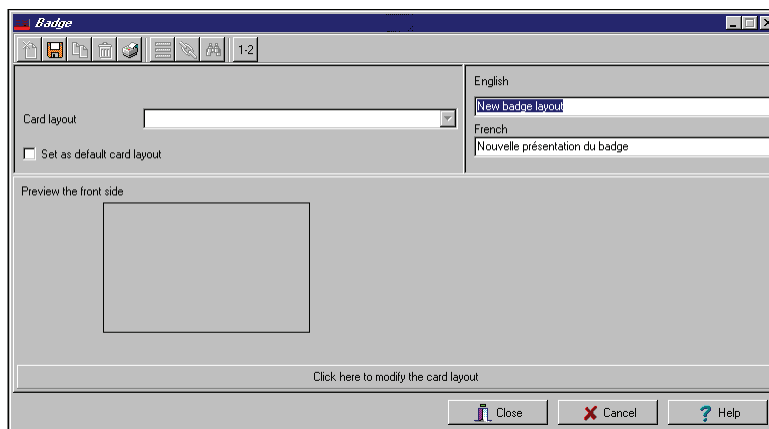 Badge
1-2
Card layout
Set as default card layout
English
New badge layout
French
Nouvelle présentation du badge
Preview the front side
Click here to modify the card layout
Close
Cancel
? Help